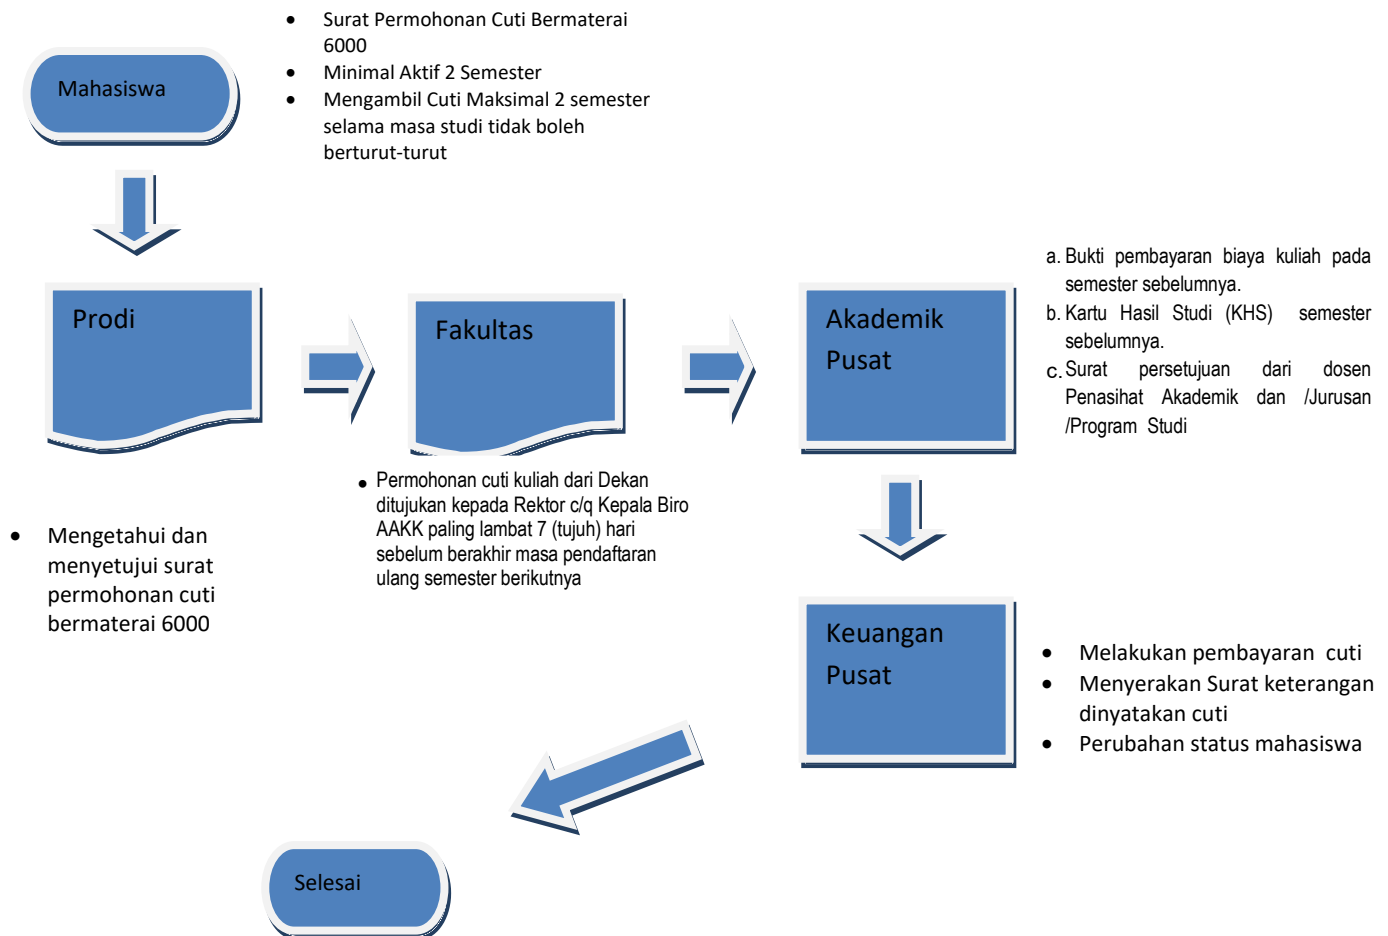 • Surat Permohonan Cuti Bermaterai
6000
• Minimal Aktif 2 Semester
• Mengambil Cuti Maksimal 2 semester
selama masa studi tidak boleh
berturut-turut
Mahasiswa
Prodi
Fakultas
Akademik
Pusat
a. Bukti pembayaran biaya kuliah pada
semester sebelumnya.
b. Kartu Hasil Studi (KHS) semester
sebelumnya.
c. Surat persetujuan dari dosen
Penasihat Akademik dan /Jurusan
/Program Studi
• Mengetahui dan
menyetujui surat
permohonan cuti
bermaterai 6000
• Permohonan cuti kuliah dari Dekan
ditujukan kepada Rektor c/q Kepala Biro
AAKK paling lambat 7 (tujuh) hari
sebelum berakhir masa pendaftaran
ulang semester berikutnya
Keuangan
Pusat
• Melakukan pembayaran cuti
• Menyerakan Surat keterangan
dinyatakan cuti
• Perubahan status mahasiswa
Selesai